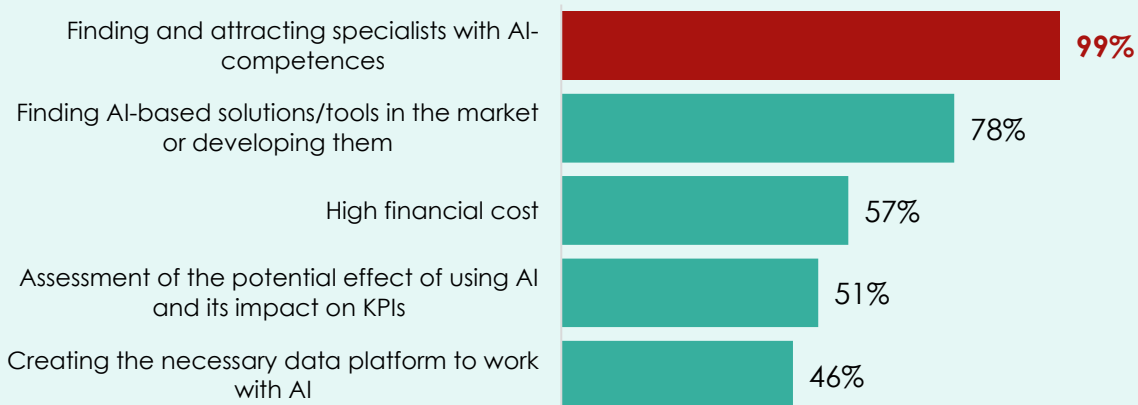 Finding and attracting specialists with AI-
competences
99%
Finding AI-based solutions/tools in the market
or developing them
78%
High financial cost
57%
Assessment of the potential effect of using AI
and its impact on KPIs
51%
Creating the necessary data platform to work
with AI
46%